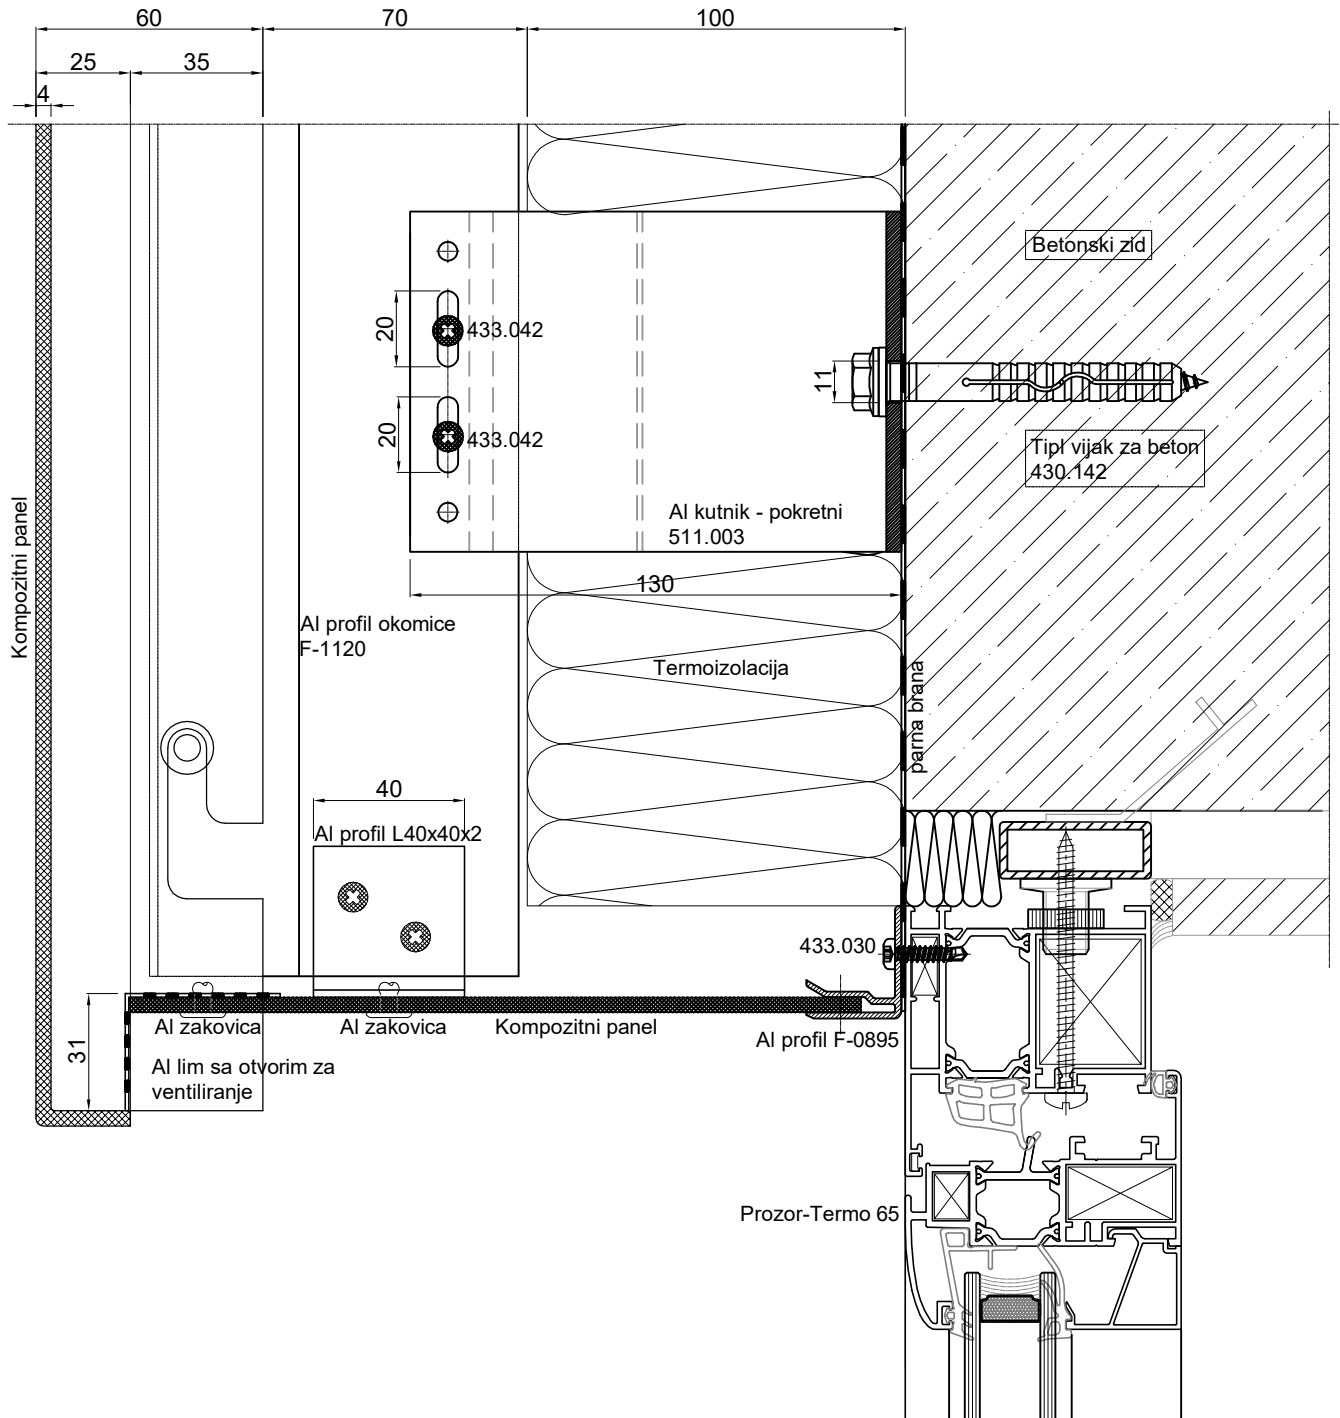 60
70
100
25
35
4
Betonski zid
20
433.042
11
20
433.042
Tipl vijak za beton
430.142
Al kutnik - pokretni
511.003
Kompozitni panel
130
Al profil okomice
F-1120
Termoizolacija
parna brana
40
Al profil L40x40x2
433.030
Al zakovica
Al zakovica
Kompozitni panel
Al profil F-0895
31
Al lim sa otvorim za
ventiliranje
Prozor-Termo 65